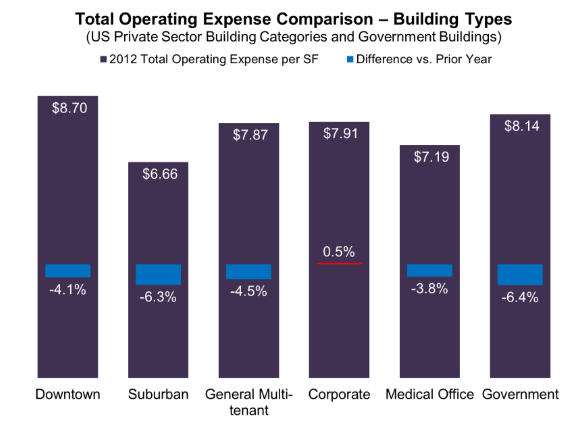 Total Operating Expense Comparison – Building Types
(US Private Sector Building Categories and Government Buildings)
2012 Total Operating Expense per SF Difference vs. Prior Year
$8.70
$6.66
$7.87
$7.91
$7.19
$8.14
0.5%
-4.1%
-6.3%
-4.5%
-3.8%
-6.4%
Downtown Suburban General Multi- Corporate Medical Office Government
tenant